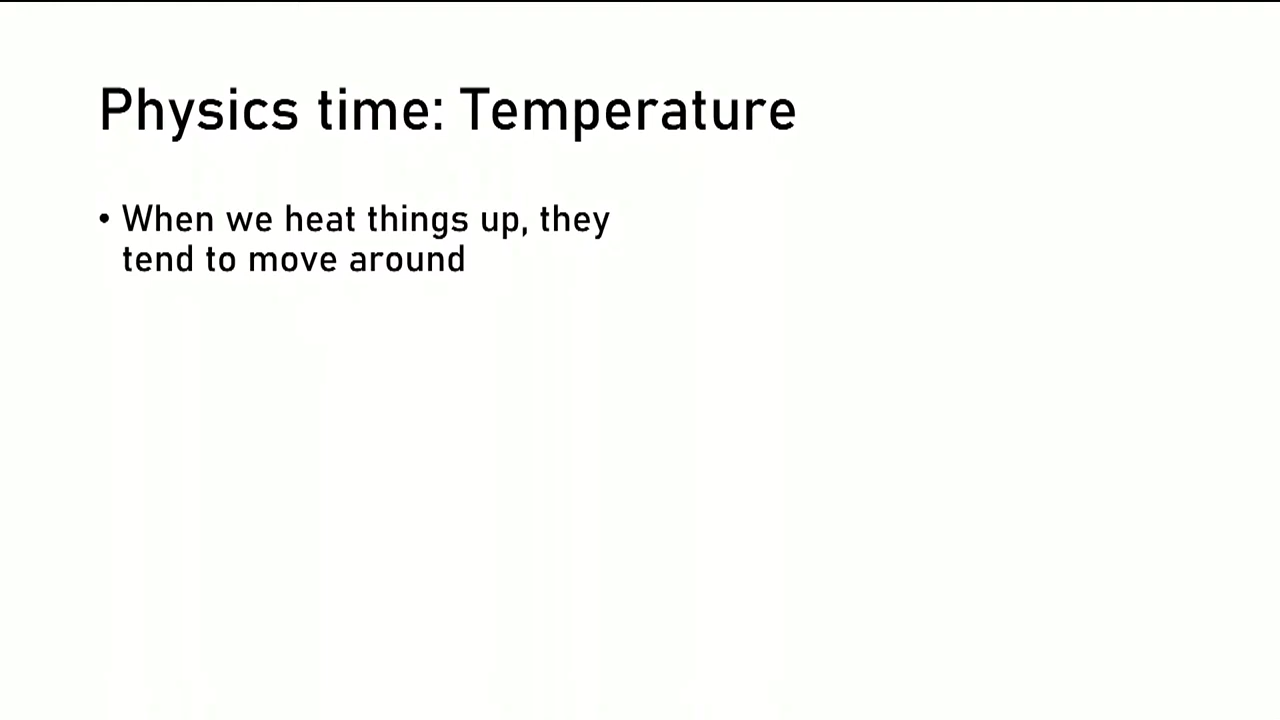 Physics time: Temperature
• When we heat things up, they
tend to move around